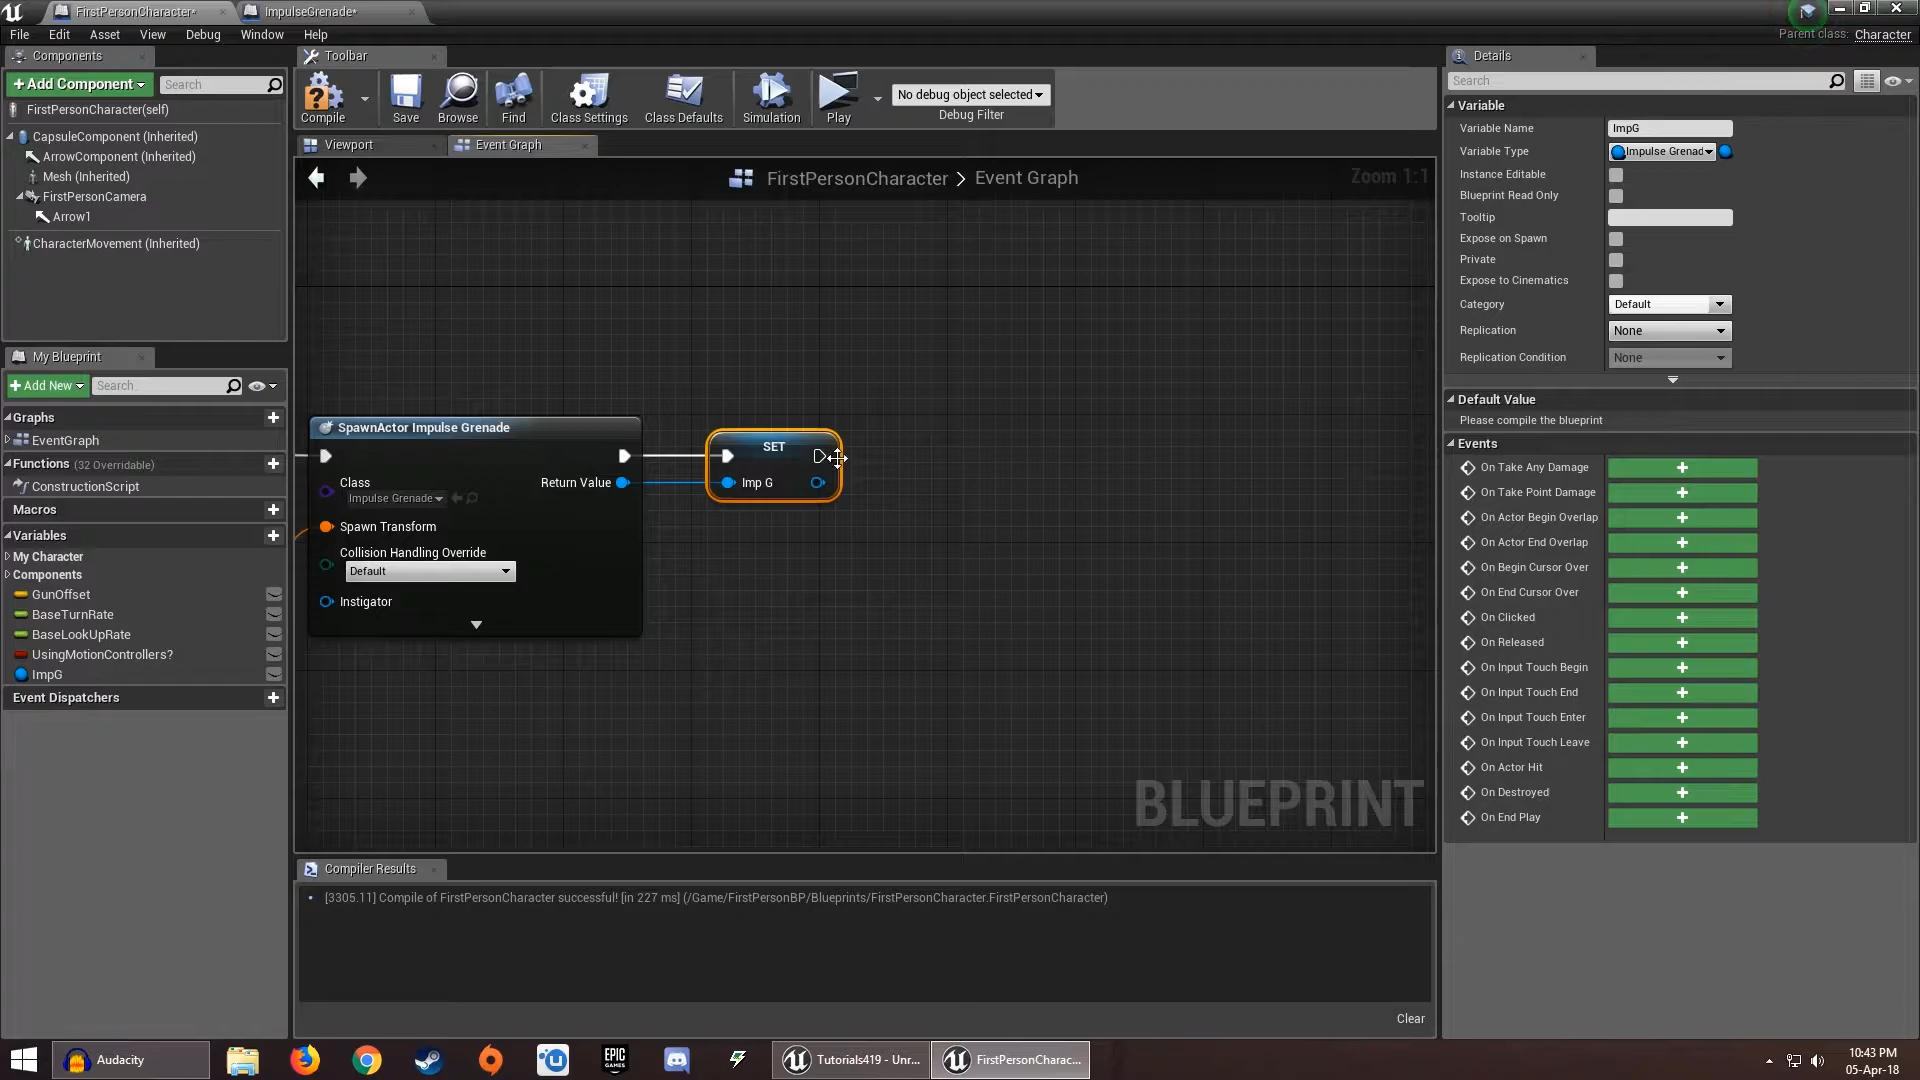 FirstPersonCharacter*
ImpulseGrenade*
File Edit Asset View Debug Window Help
Parent class: Character
Components
+Add Component
Search
FirstPersonCharacter(self)
CapsuleComponent (Inherited)
ArrowComponent (Inherited)
Mesh (Inherited)
FirstPersonCamera
Arrow1
CharacterMovement (Inherited)
My Blueprint
+Add New
Search
Graphs
EventGraph
Functions (32 Overridable)
ConstructionScript
Macros
Variables
My Character
Components
GunOffset
BaseTurnRate
BaseLookUpRate
UsingMotionControllers?
ImpG
Event Dispatchers
Toolbar
Compile Save Browse Find Class Settings Class Defaults Simulation Play
No debug object selected
Debug Filter
Viewport
Event Graph
FirstPersonCharacter > Event Graph
Zoom 1:1
SpawnActor Impulse Grenade
Class
Impulse Grenade
Return Value
Spawn Transform
Collision Handling Override
Default
Instigator
SET
Imp G
BLUEPRINT
Compiler Results
[3305.11] Compile of FirstPersonCharacter successful! [in 227 ms] (/Game/FirstPersonBP/Blueprints/FirstPersonCharacter.FirstPersonCharacter)
Clear
Details
Search
Variable
Variable Name ImpG
Variable Type Impulse Grenad
Instance Editable
Blueprint Read Only
Tooltip
Expose on Spawn
Private
Expose to Cinematics
Category Default
Replication None
Replication Condition None
Default Value
Please compile the blueprint
Events
On Take Any Damage
On Take Point Damage
On Actor Begin Overlap
On Actor End Overlap
On Begin Cursor Over
On End Cursor Over
On Clicked
On Released
On Input Touch Begin
On Input Touch End
On Input Touch Enter
On Input Touch Leave
On Actor Hit
On Destroyed
On End Play
Audacity
EPIC
GAMES
Tutorials419 - Unr...
FirstPersonCharac...
10:43 PM
05-Apr-18